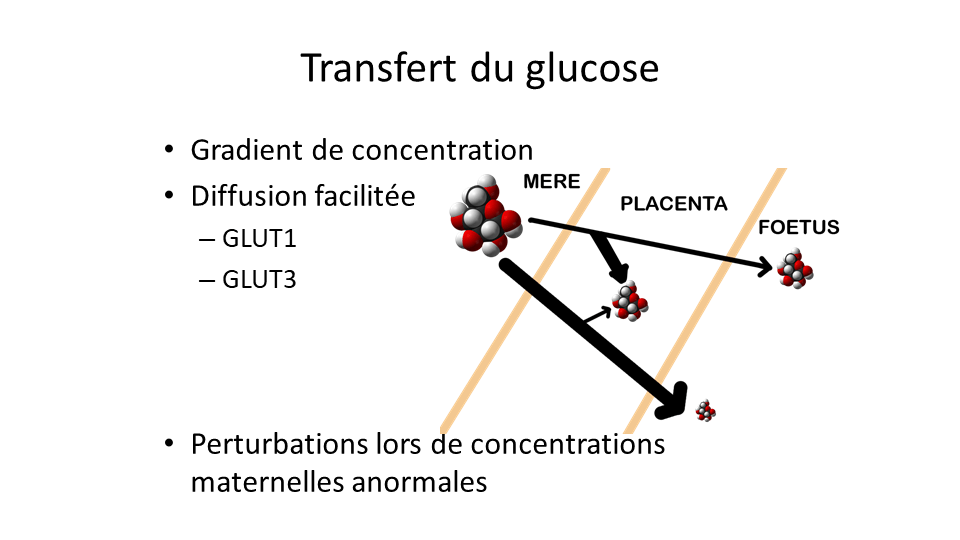 Transfert du glucose
• Gradient de concentration
• Diffusion facilitée
– GLUT1
– GLUT3
MERE
PLACENTA
FOETUS
• Perturbations lors de concentrations
maternelles anormales